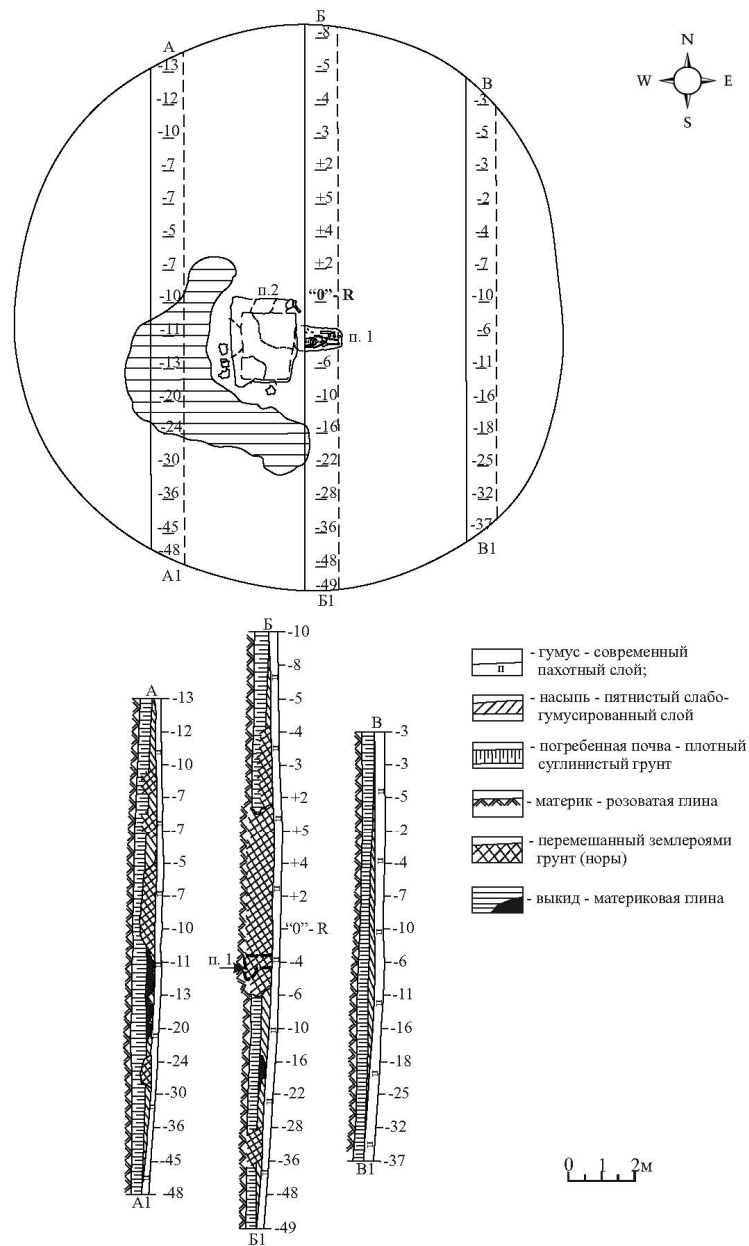 Б
-8
-5
-4
-3
+2
+5
+4
+2
“0”- R
-6
-10
-16
-22
-28
-36
-48
-49
Б1
А
-13
-12
-10
-7
-7
-5
-7
-10
-11
-13
-20
-24
-30
-36
-45
-48
А1
В
-3
-5
-3
-2
-4
-7
-10
-6
-11
-16
-18
-25
-32
-37
В1
п.2
п. 1
N
W E
S
А
-13
-12
-10
-7
-7
-5
-7
-10
-11
-13
-20
-24
-30
-36
-45
-48
А1
Б
-10
-8
-5
-4
-3
+2
+5
+4
+2
“0”- R
п. 1
-4
-6
-10
-16
-22
-28
-36
-48
-49
Б1
В
-3
-3
-5
-2
-4
-7
-10
-6
-11
-16
-18
-25
-32
-37
В1
п
- гумус - современный
пахотный слой;
- насыпь - пятнистый слабо-
гумусированный слой
- погребенная почва - плотный
суглинистый грунт
- материк - розоватая глина
- перемешанный землероями
грунт (норы)
- выкид - материковая глина
0 1 2м